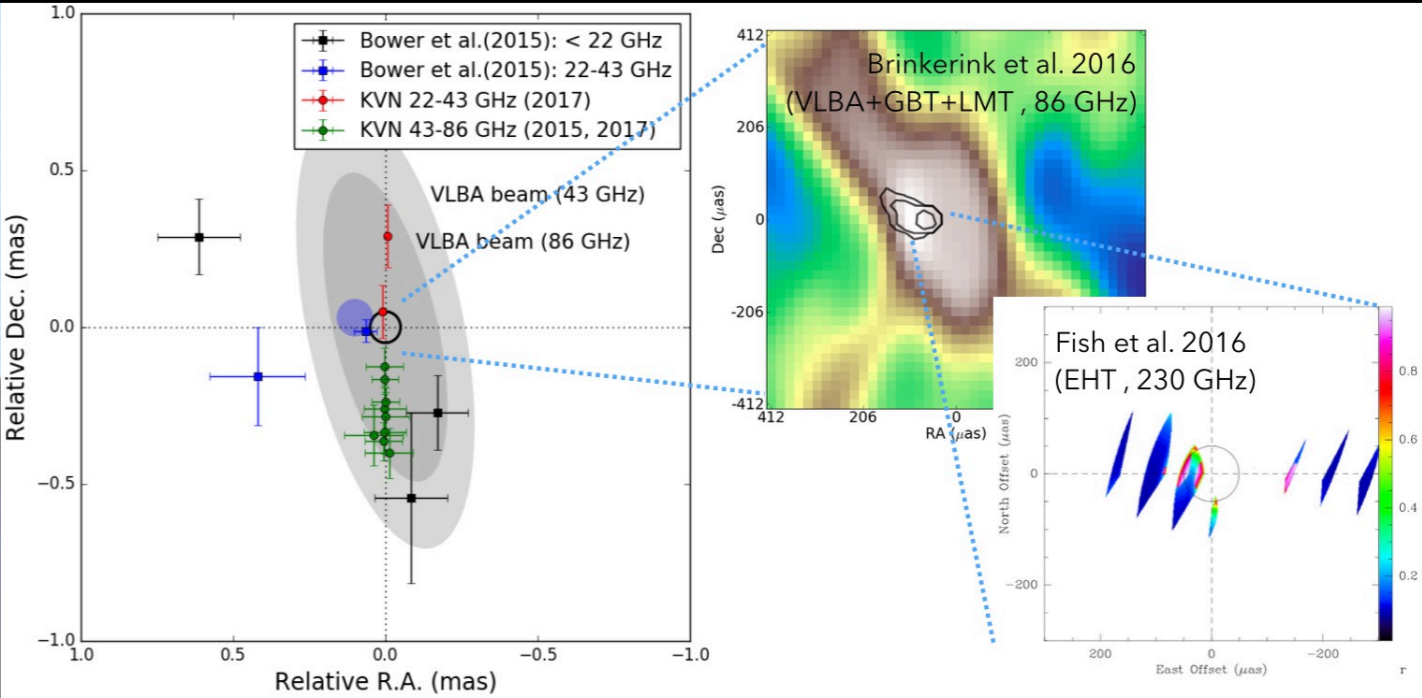 1.0
0.5
0.0
−0.5
−1.0
Relative Dec. (mas)
Bower et al.(2015): < 22 GHz
Bower et al.(2015): 22-43 GHz
KVN 22-43 GHz (2017)
KVN 43-86 GHz (2015, 2017)
VLBA beam (43 GHz)
VLBA beam (86 GHz)
1.0 0.5 0.0 −0.5 −1.0
Relative R.A. (mas)
Brinkerink et al. 2016
(VLBA+GBT+LMT , 86 GHz)
412
206
0
-206
-412
Dec (μas)
412 206 0
RA (μas)
Fish et al. 2016
(EHT , 230 GHz)
200
0
−200
North Offset (μas)
200 0 −200
East Offset (μas)
0.8
0.6
0.4
0.2
r